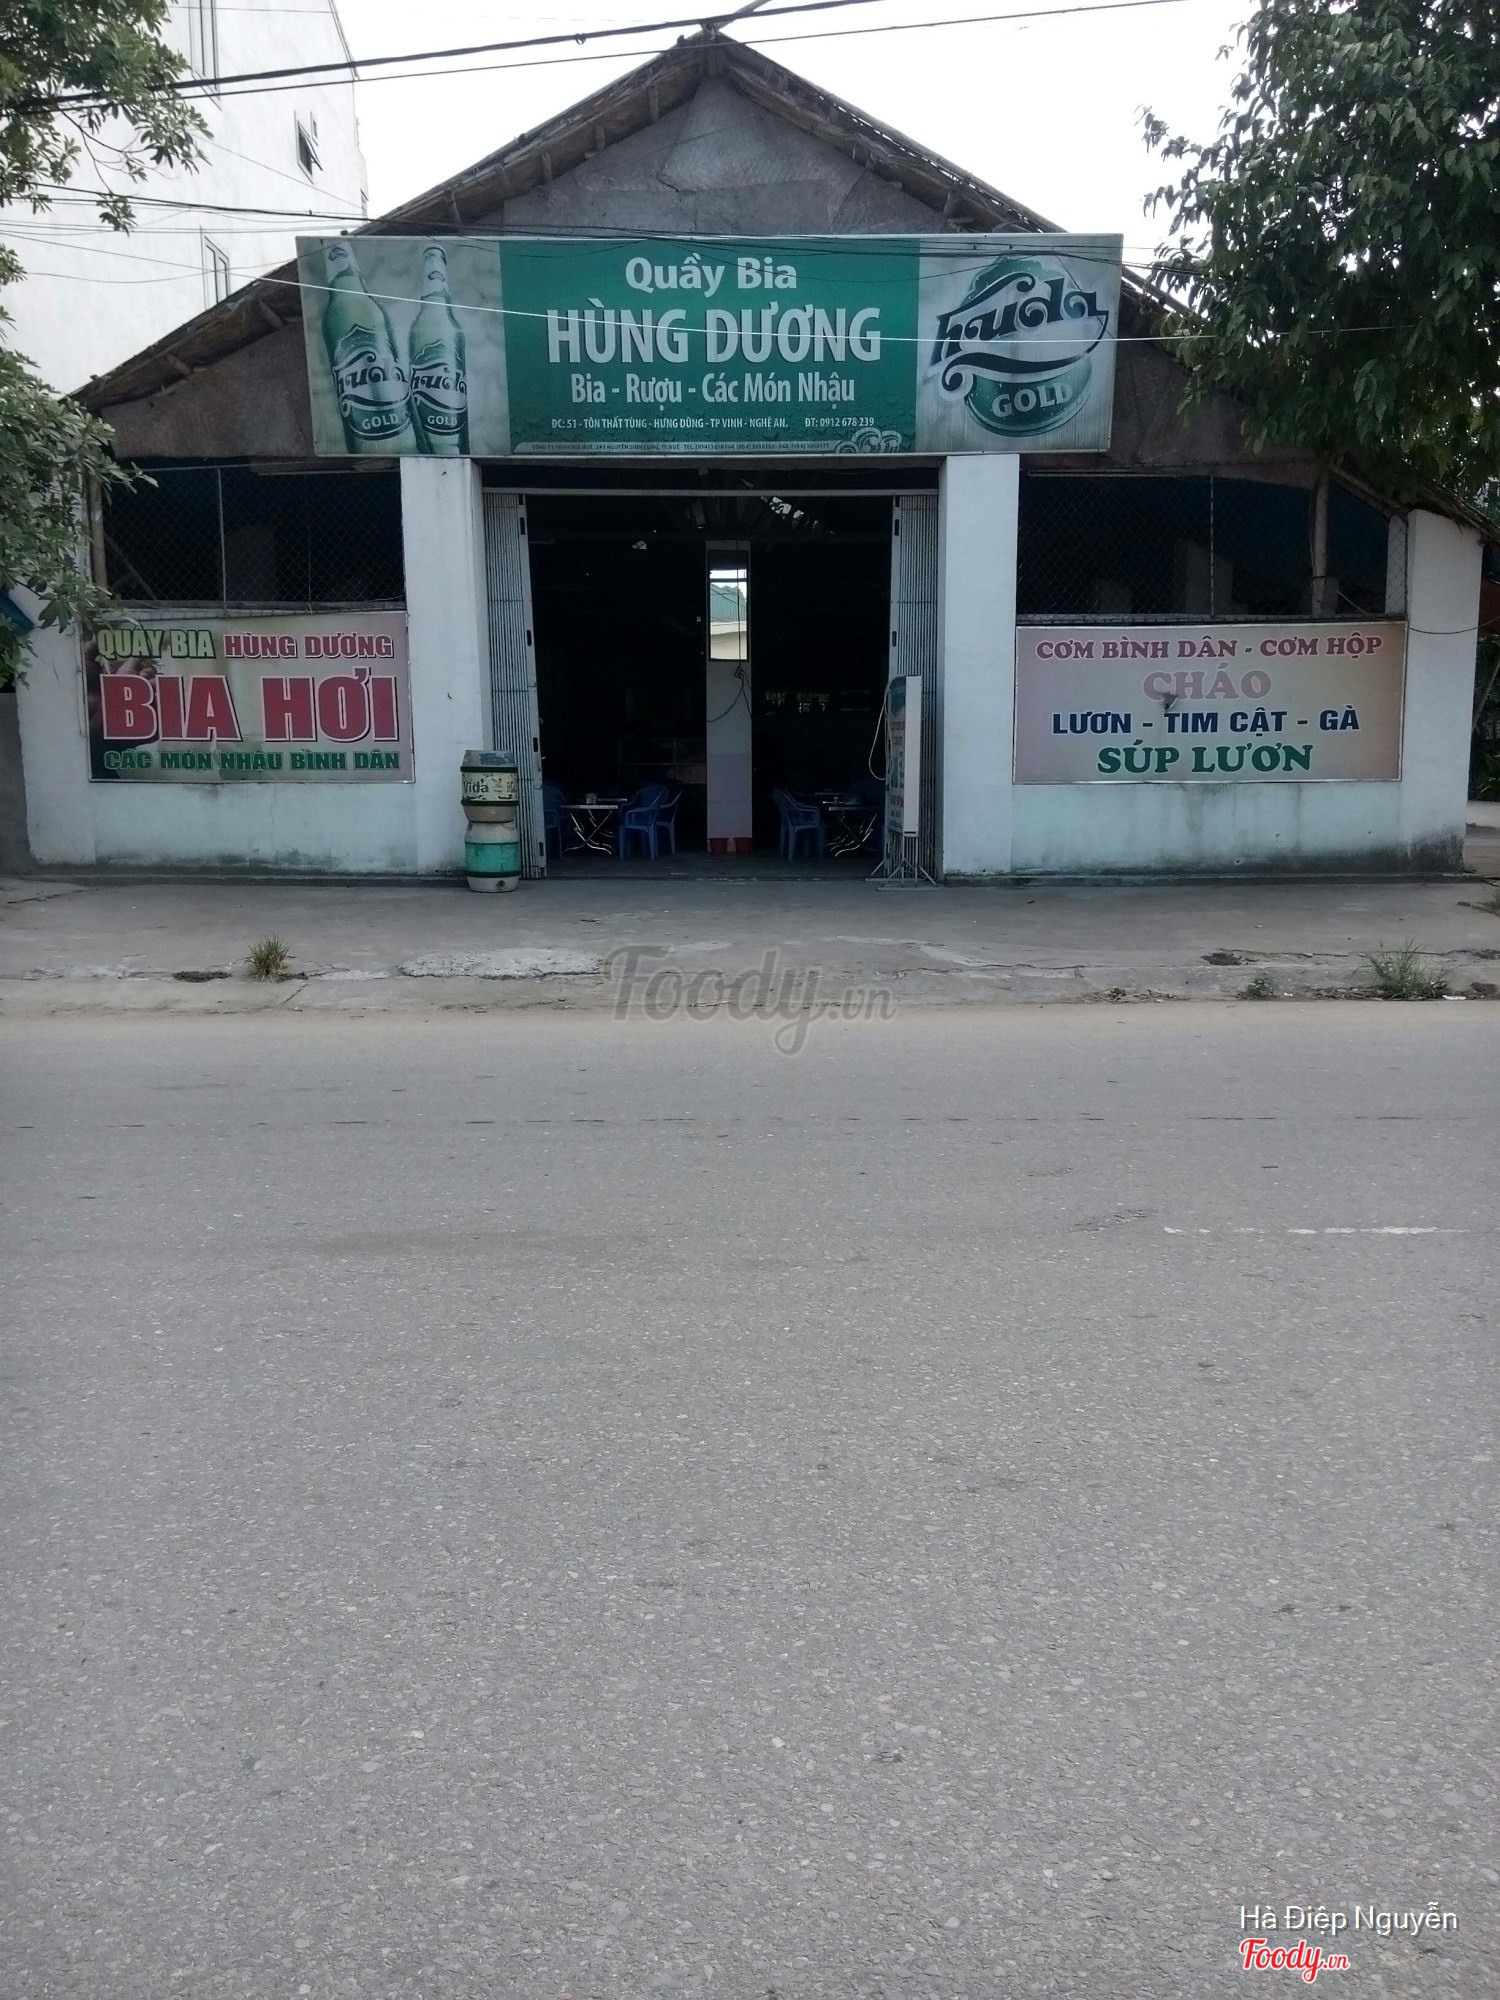 Quầy Bia
HÙNG DƯƠNG
Bia - Rượu - Các Món Nhậu
ĐC: 51 - TÔN THẤT TÙNG - HƯNG DŨNG - TP VINH - NGHỆ AN. ĐT: 0912 678 239
huda
GOLD
huda
GOLD
huda
GOLD
QUẦY BIA HÙNG DƯƠNG
BIA HƠI
CÁC MÓN NHẬU BÌNH DÂN
CƠM BÌNH DÂN - CƠM HỘP
CHÁO
LƯƠN - TIM CẬT - GÀ
SÚP LƯƠN
Vida
Foody.vn
Hà Điệp Nguyễn
Foody.vn